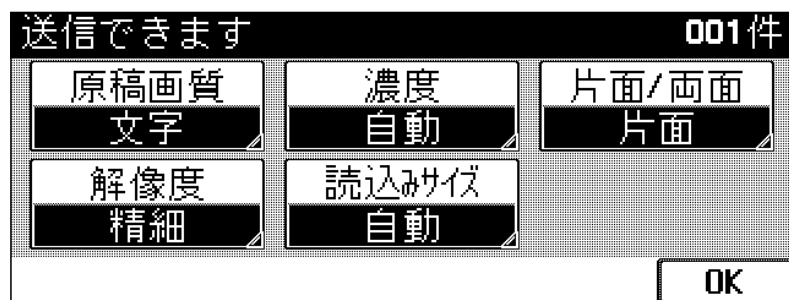 送信できます 001件
原稿画質 濃度 片面/両面
文字 自動 片面
解像度 読込みサイズ
精細 自動
OK